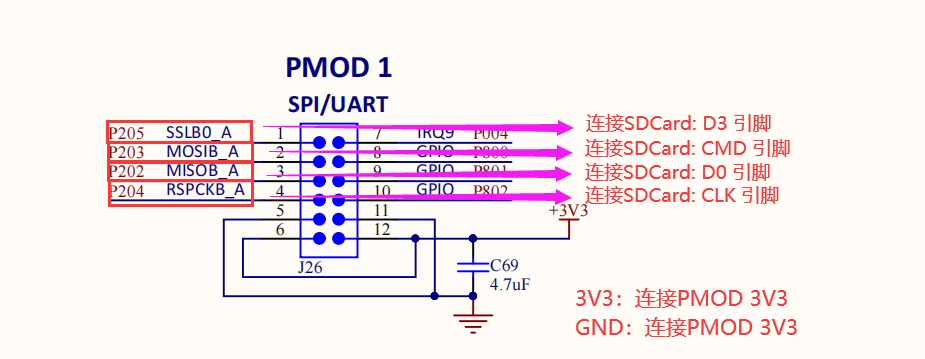 PMOD 1
SPI/UART
P205 SSLB0_A 1 7 IRQ9 P004 连接SDCard: D3 引脚
P203 MOSIB_A 2 8 GPIO P800 连接SDCard: CMD 引脚
P202 MISOB_A 3 9 GPIO P801 连接SDCard: D0 引脚
P204 RSPCKB_A 4 10 GPIO P802 连接SDCard: CLK 引脚
5 11 +3V3
6 12
J26 C69
4.7uF
3V3：连接PMOD 3V3
GND：连接PMOD 3V3